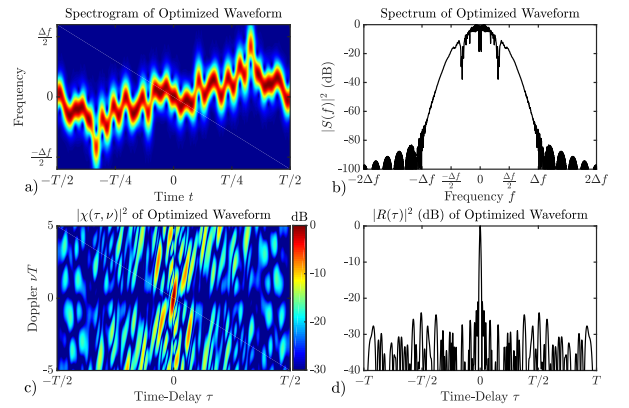 Spectrogram of Optimized Waveform
Frequency
Δf/2
0
−Δf/2
−T/2 −T/4 0 T/4 T/2
Time t
a)
Spectrum of Optimized Waveform
|S(f)|² (dB)
0
-20
-40
-60
-80
-100
−2Δf −Δf −Δf/2 0 Δf/2 Δf 2Δf
Frequency f
b)
|χ(τ, ν)|² of Optimized Waveform
dB
Doppler νT
5
0
-5
0
−10
−20
−30
−T/2 0 T/2
Time-Delay τ
c)
|R(τ)|² (dB) of Optimized Waveform
0
-10
-20
-30
-40
−T −T/2 0 T/2 T
Time-Delay τ
d)